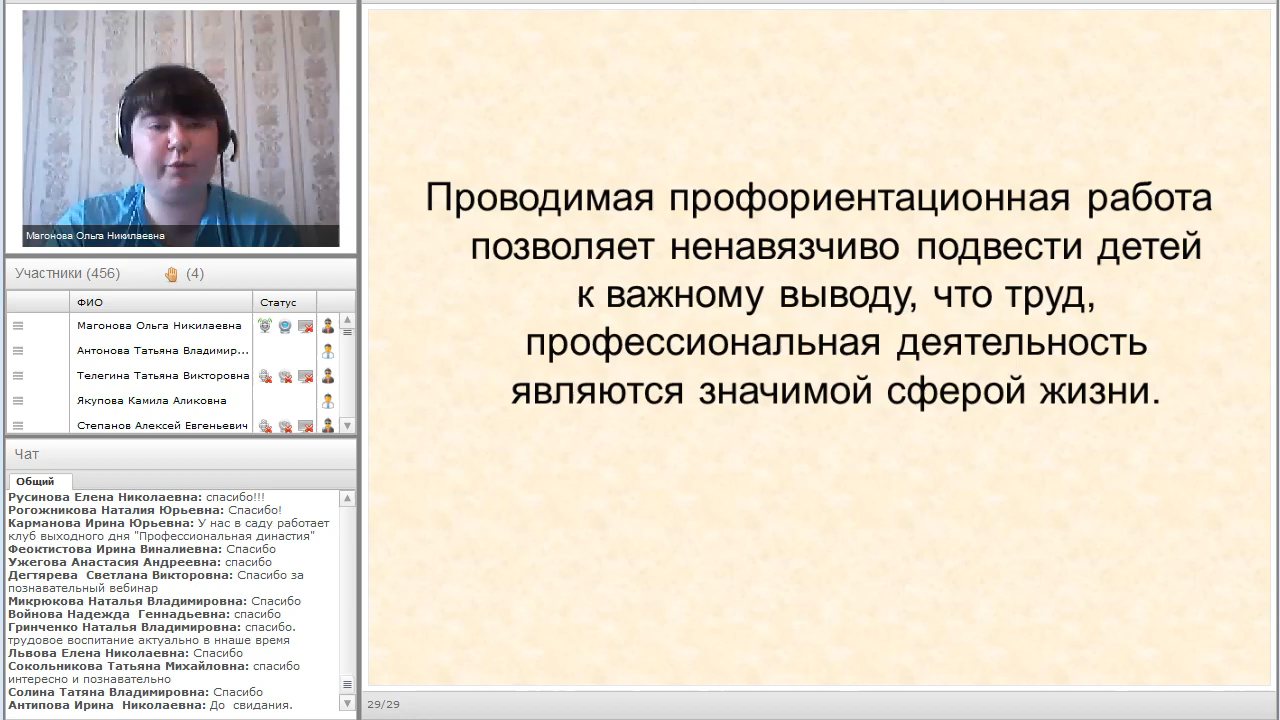 Магонова Ольга Никилаевна
Участники (456) (4)
ФИО Статус
Магонова Ольга Никилаевна
Антонова Татьяна Владимир...
Телегина Татьяна Викторовна
Якупова Камила Аликовна
Степанов Алексей Евгеньевич
Чат
Общий
Русинова Елена Николаевна: спасибо!!!
Рогожникова Наталия Юрьевна: Спасибо!
Карманова Ирина Юрьевна: У нас в саду работает
клуб выходного дня "Профессиональная династия"
Феоктистова Ирина Виналиевна: Спасибо
Ужегова Анастасия Андреевна: спасибо
Дегтярева Светлана Викторовна: Спасибо за
познавательный вебинар
Микрюкова Наталья Владимировна: Спасибо
Войнова Надежда Геннадьевна: спасибо
Гринченко Наталья Владимировна: спасибо.
трудовое воспитание актуально в ннаше время
Львова Елена Николаевна: Спасибо
Сокольникова Татьяна Михайловна: спасибо
интересно и познавательно
Солина Татяна Владимировна: Спасибо
Антипова Ирина Николаевна: До свидания.
Проводимая профориентационная работа
позволяет ненавязчиво подвести детей
к важному выводу, что труд,
профессиональная деятельность
являются значимой сферой жизни.
29/29